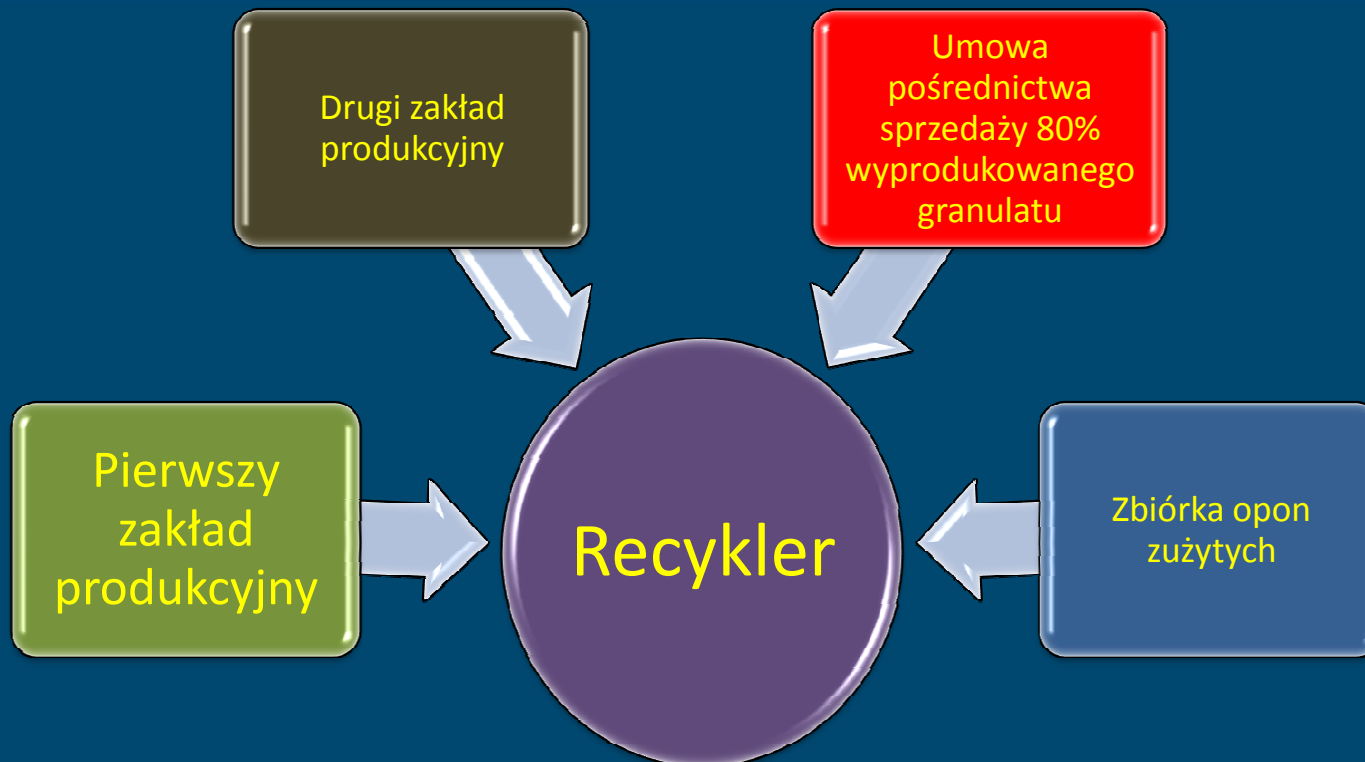 Drugi zakład
produkcyjny
Umowa
pośrednictwa
sprzedaży 80%
wyprodukowanego
granulatu
Pierwszy
zakład
produkcyjny
Recykler
Zbiórka opon
zużytych